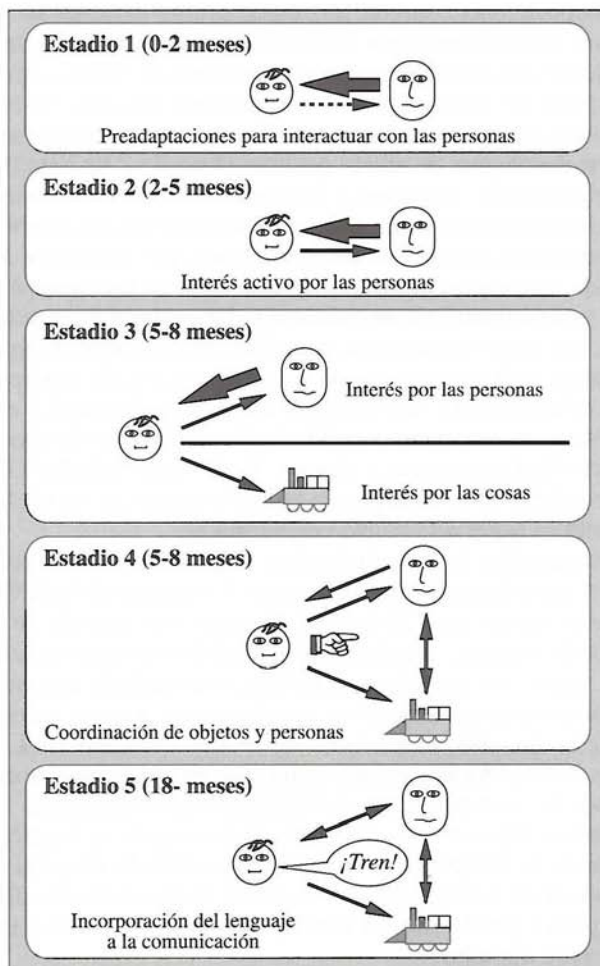 Estadio 1 (0-2 meses)
Preadaptaciones para interactuar con las personas
Estadio 2 (2-5 meses)
Interés activo por las personas
Estadio 3 (5-8 meses)
Interés por las personas
Interés por las cosas
Estadio 4 (5-8 meses)
Coordinación de objetos y personas
Estadio 5 (18- meses)
¡Tren!
Incorporación del lenguaje
a la comunicación